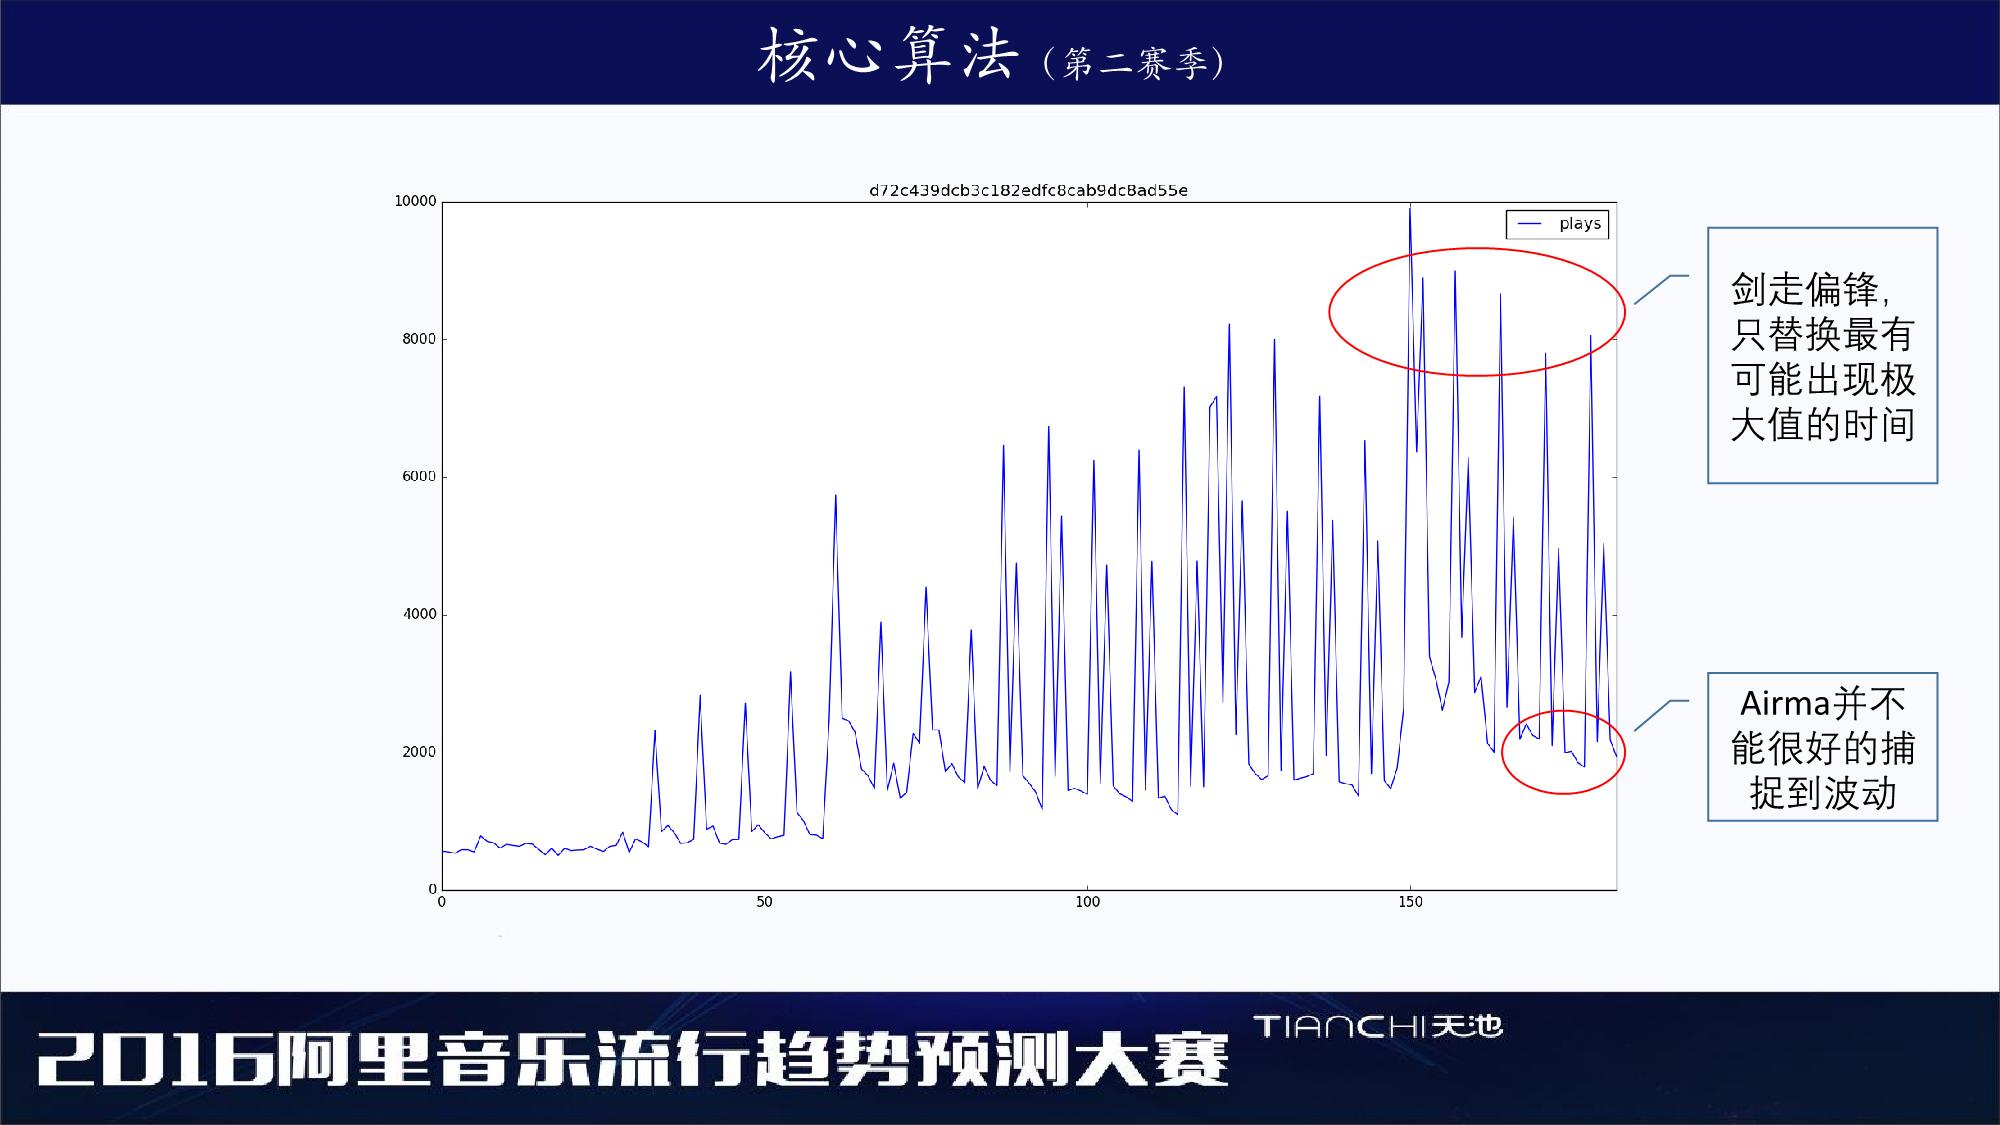 核心算法（第二赛季）
d72c439dcb3c182edfc8cab9dc8ad55e
10000
8000
6000
4000
2000
0
0 50 100 150
plays
剑走偏锋,
只替换最有
可能出现极
大值的时间
Airma并不
能很好的捕
捉到波动
2016阿里音乐流行趋势预测大赛
TIANCHI天池